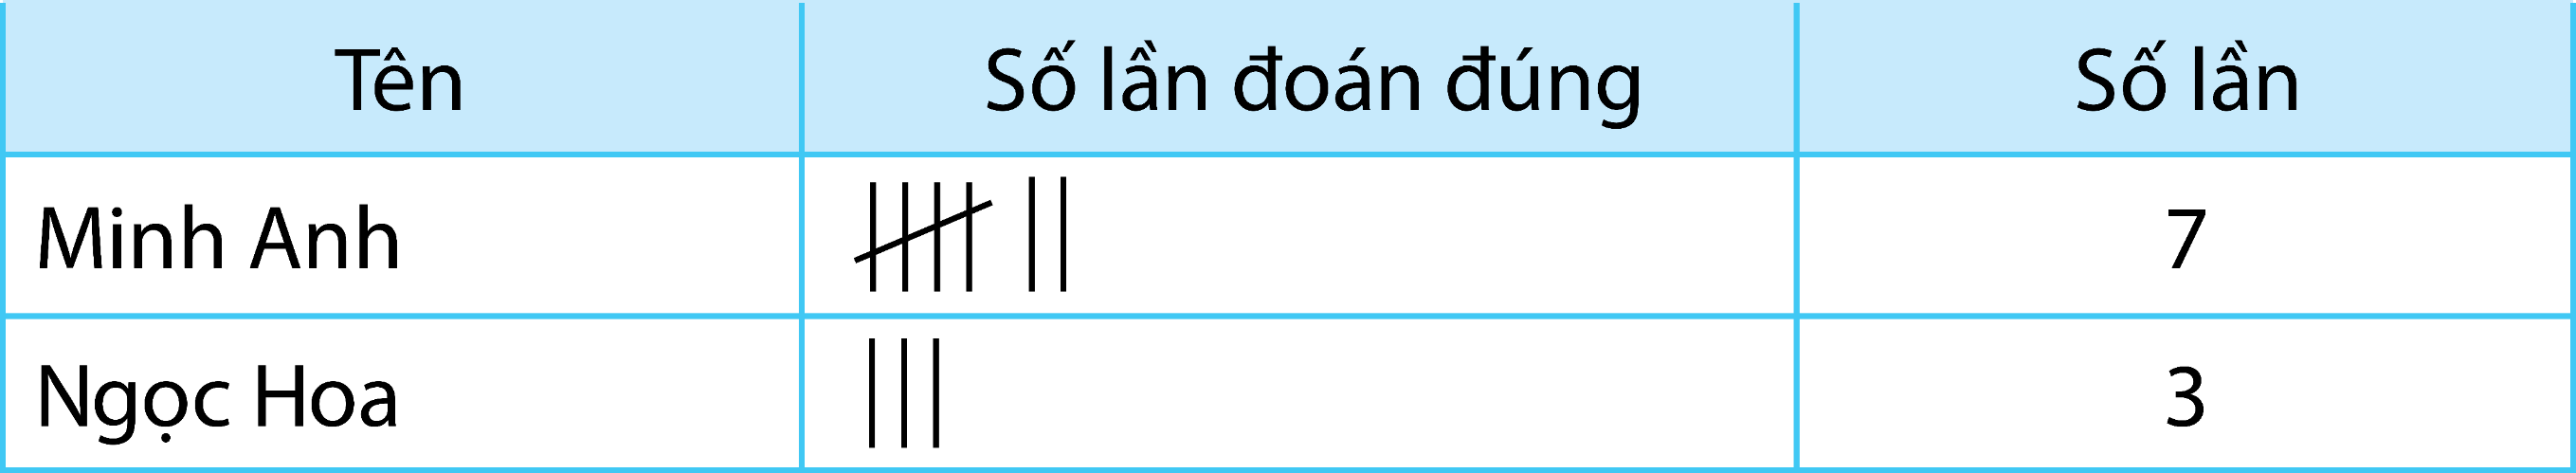 Tên Số lần đoán đúng Số lần
Minh Anh 7
Ngọc Hoa 3